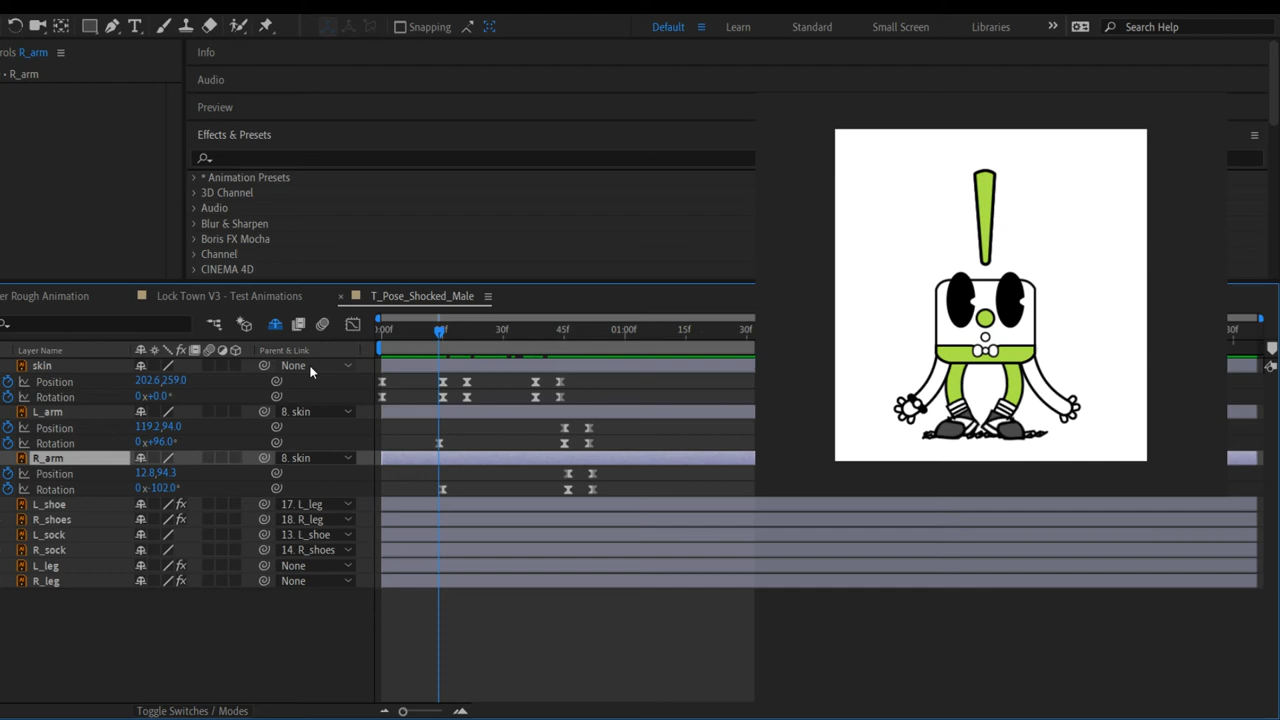 Snapping
Default
Learn
Standard
Small Screen
Libraries
Search Help
rols R_arm
• R_arm
Info
Audio
Preview
Effects & Presets
* Animation Presets
3D Channel
Audio
Blur & Sharpen
Boris FX Mocha
Channel
CINEMA 4D
er Rough Animation
Lock Town V3 - Test Animations
T_Pose_Shocked_Male
:00f
30f
45f
01:00f
15f
30f
30f
Layer Name
Parent & Link
skin
None
Position
202.6,259.0
Rotation
0x+0.0°
L_arm
8. skin
Position
119.2,94.0
Rotation
0x+96.0°
R_arm
8. skin
Position
12.8,94.3
Rotation
0x-102.0°
L_shoe
17. L_leg
R_shoes
18. R_leg
L_sock
13. L_shoe
R_sock
14. R_shoes
L_leg
None
R_leg
None
Toggle Switches / Modes